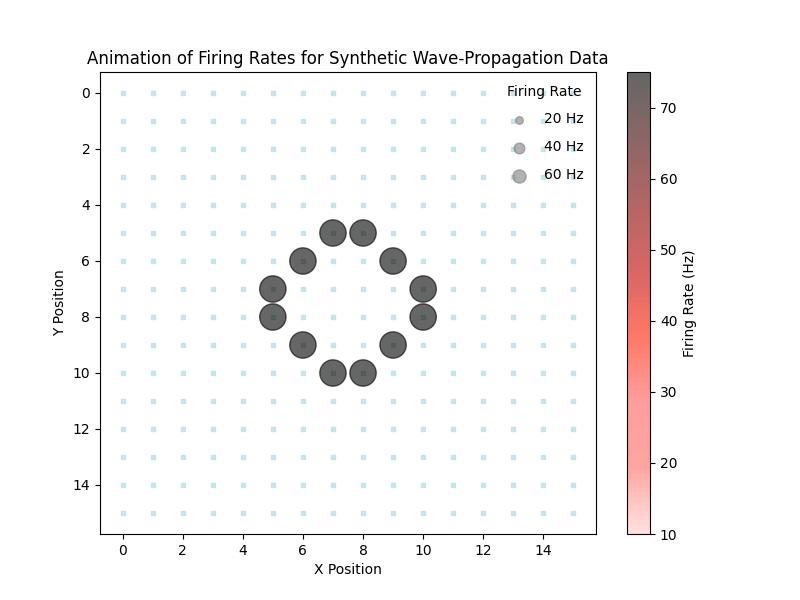 Animation of Firing Rates for Synthetic Wave-Propagation Data
Firing Rate
20 Hz
40 Hz
60 Hz
0
2
4
6
8
10
12
14
Y Position
0 2 4 6 8 10 12 14
X Position
70
60
50
40
30
20
10
Firing Rate (Hz)